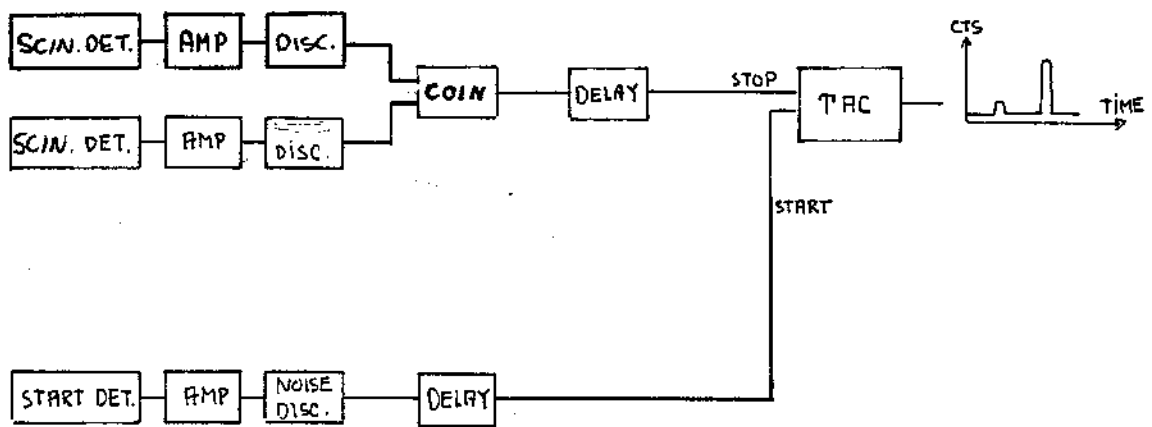 SCIN. DET.
AMP
DISC.
SCIN. DET.
AMP
DISC.
COIN
DELAY
STOP
TAC
CTS
TIME
START
START DET.
AMP
NOISE
DISC.
DELAY